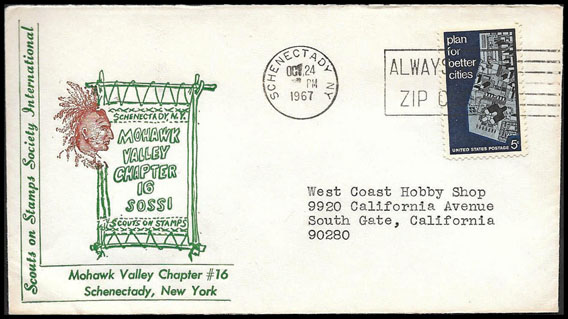 Scouts on Stamps Society International
SCHENECTADY, N.Y.
MOHAWK
VALLEY
CHAPTER
16
SOSSI
SCOUTS ON STAMPS
Mohawk Valley Chapter #16
Schenectady, New York
SCHENECTADY NY
OCT 24
PM
1967
ALWAYS
ZIP
plan
for
better
cities
UNITED STATES POSTAGE 5c
West Coast Hobby Shop
9920 California Avenue
South Gate, California
90280